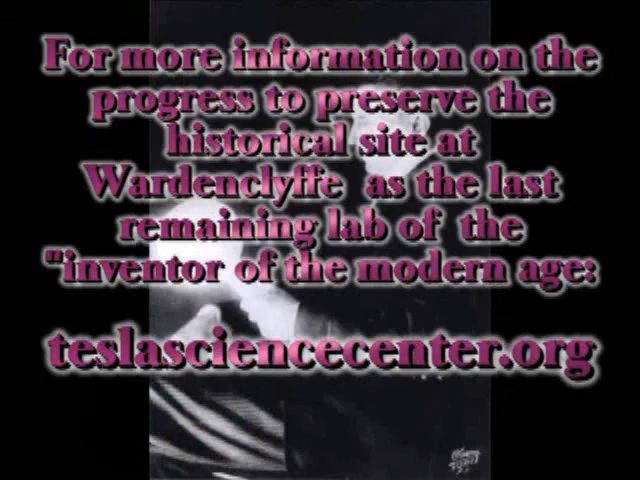 For more information on the
progress to preserve the
historical site at
Wardenclyffe as the last
remaining lab of the
"inventor of the modern age:
teslasciencecenter.org